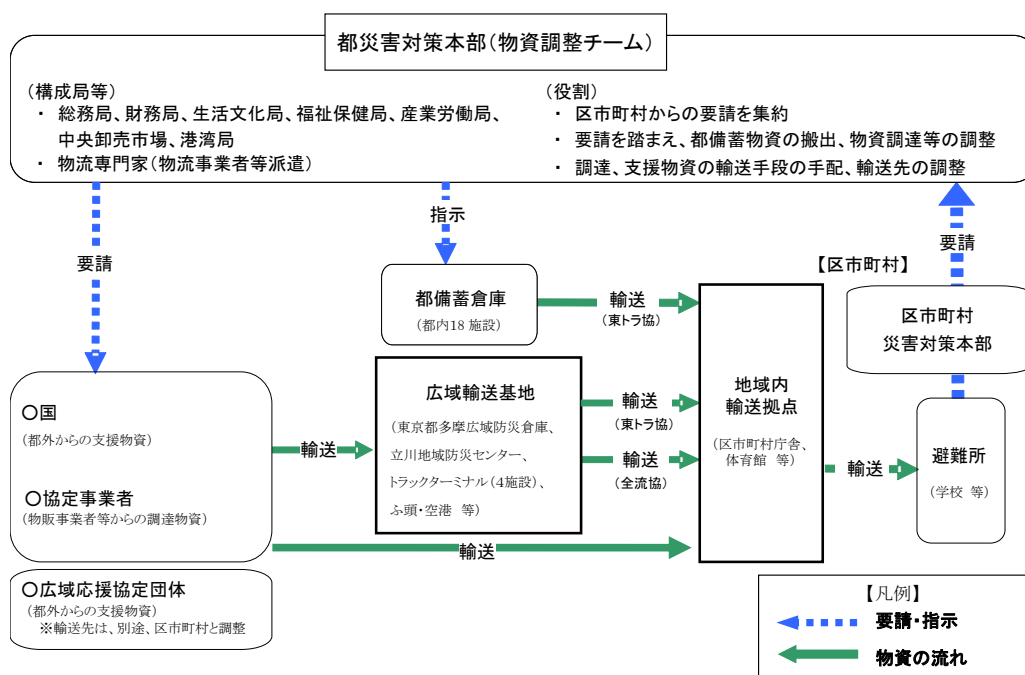 都災害対策本部(物資調整チーム)
(構成局等)
・ 総務局、財務局、生活文化局、福祉保健局、産業労働局、
中央卸売市場、港湾局
・ 物流専門家(物流事業者等派遣)
(役割)
・ 区市町村からの要請を集約
・ 要請を踏まえ、都備蓄物資の搬出、物資調達等の調整
・ 調達、支援物資の輸送手段の手配、輸送先の調整
要請
指示
要請
【区市町村】
都備蓄倉庫
(都内18 施設)
輸送
(東トラ協)
区市町村
災害対策本部
○国
(都外からの支援物資)
○協定事業者
(物販事業者等からの調達物資)
輸送
広域輸送基地
(東京都多摩広域防災倉庫、
立川地域防災センター、
トラックターミナル(4施設)、
ふ頭・空港 等)
輸送
(東トラ協)
輸送
(全流協)
地域内
輸送拠点
(区市町村庁舎、
体育館 等)
輸送
避難所
(学校 等)
輸送
○広域応援協定団体
(都外からの支援物資)
※輸送先は、別途、区市町村と調整
【凡例】
要請・指示
物資の流れ